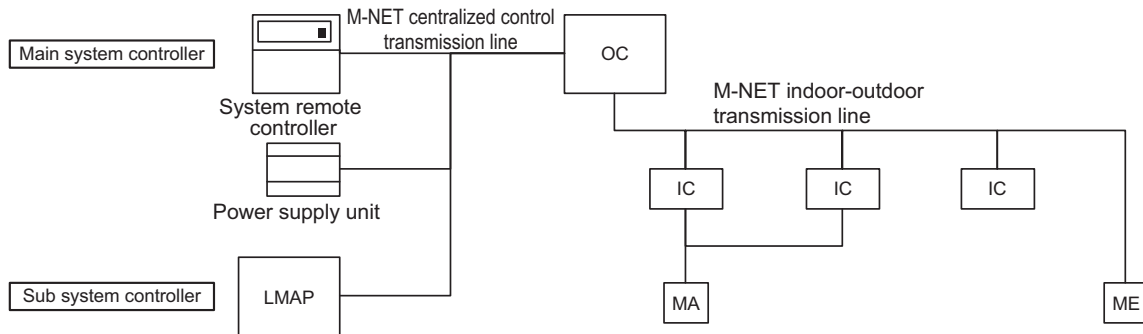 M-NET centralized control
transmission line
Main system controller
OC
System remote
controller
M-NET indoor-outdoor
transmission line
IC
IC
IC
Power supply unit
Sub system controller
LMAP
MA
ME